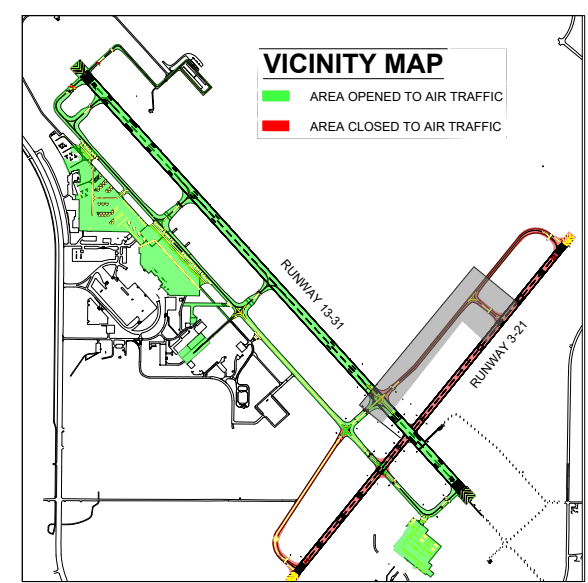 VICINITY MAP
AREA OPENED TO AIR TRAFFIC
AREA CLOSED TO AIR TRAFFIC
RUNWAY 13-31
RUNWAY 3-21